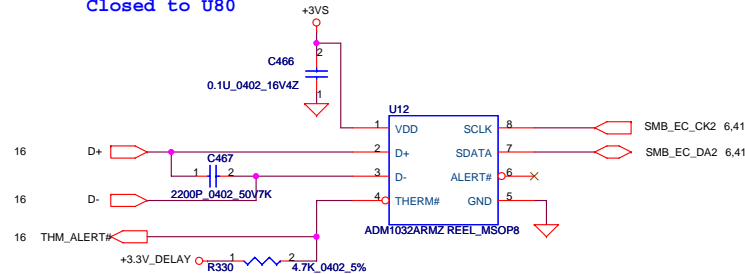 Closed to U80
+3VS
2
C466
0.1U_0402_16V4Z
1
U12
1 VDD SCLK 8 SMB_EC_CK2 6,41
16 D+ 2 D+ SDATA 7 SMB_EC_DA2 6,41
C467
1 2 3 D- ALERT# 6
2200P_0402_50V7K
16 D- 4 THERM# GND 5
ADM1032ARMZ REEL_MSOP8
16 THM_ALERT#
+3.3V_DELAY 1 2
R330 4.7K_0402_5%